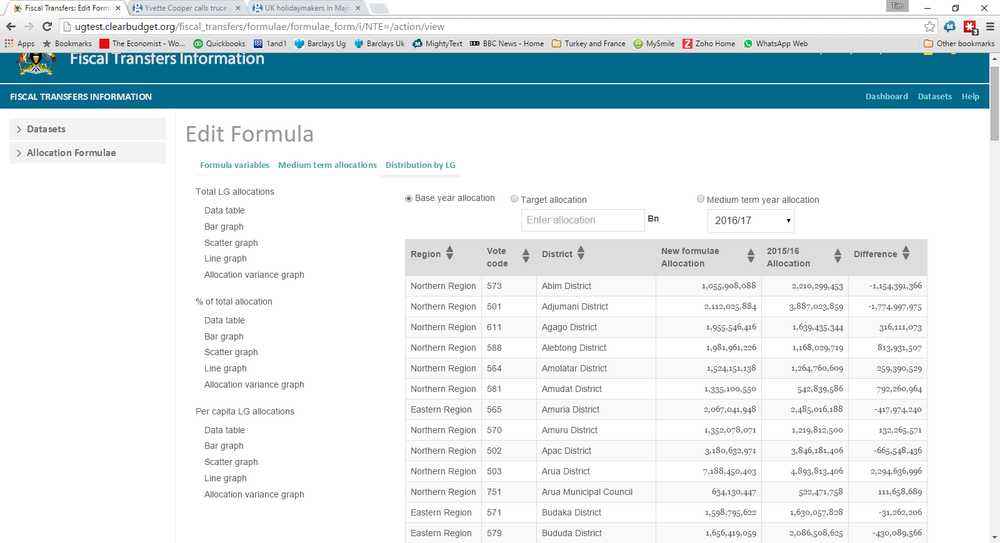 Fiscal Transfers: Edit Form
Yvette Cooper calls truce
UK holidaymakers in Majo
Tim
ugtest.clearbudget.org/fiscal_transfers/formulae/formulae_form/i/NTE=/action/view
3
Apps
Bookmarks
The Economist - Wo...
Quickbooks
1&1
1and1
Barclays Ug
Barclays Uk
MightyText
BBC
BBC News - Home
Turkey and France
MySmile
Zoho Home
WhatsApp Web
Other bookmarks
Fiscal Transfers Information
FISCAL TRANSFERS INFORMATION
Dashboard Datasets Help
Datasets
Allocation Formulae
Edit Formula
Formula variables Medium term allocations Distribution by LG
Total LG allocations
Data table
Bar graph
Scatter graph
Line graph
Allocation variance graph
% of total allocation
Data table
Bar graph
Scatter graph
Line graph
Allocation variance graph
Per capita LG allocations
Data table
Bar graph
Scatter graph
Line graph
Allocation variance graph
Base year allocation
Target allocation
Enter allocation Bn
Medium term year allocation
2016/17
Region Vote code District New formulae Allocation 2015/16 Allocation Difference
Northern Region 573 Abim District 1,055,908,088 2,210,299,453 -1,154,391,366
Northern Region 501 Adjumani District 2,112,025,884 3,887,023,859 -1,774,997,975
Northern Region 611 Agago District 1,955,546,416 1,639,435,344 316,111,073
Northern Region 588 Alebtong District 1,981,961,226 1,168,029,719 813,931,507
Northern Region 564 Amolatar District 1,524,151,138 1,264,760,609 259,390,529
Northern Region 581 Amudat District 1,335,100,550 542,839,586 792,260,964
Eastern Region 565 Amuria District 2,067,041,948 2,485,016,188 -417,974,240
Northern Region 570 Amuru District 1,352,078,071 1,219,812,500 132,265,571
Northern Region 502 Apac District 3,180,632,971 3,846,181,406 -665,548,436
Northern Region 503 Arua District 7,188,450,403 4,893,813,406 2,294,636,996
Northern Region 751 Arua Municipal Council 634,130,447 522,471,758 111,658,689
Eastern Region 571 Budaka District 1,598,795,622 1,630,057,828 -31,262,206
Eastern Region 579 Bududa District 1,656,419,059 2,086,508,625 -430,089,566